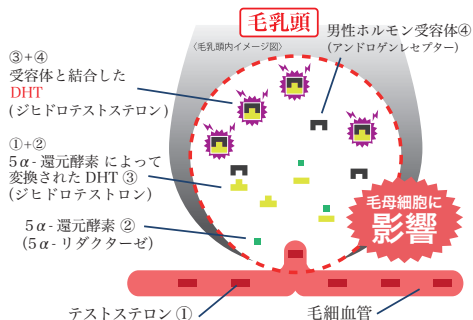 毛乳頭
〈毛乳頭内イメージ図〉
男性ホルモン受容体④
(アンドロゲンレセプター)
③+④
受容体と結合した
DHT
(ジヒドロテストステロン)
①+②
5α-還元酵素 によって
変換された DHT ③
(ジヒドロテストロン)
5α-還元酵素 ②
(5α-リダクターゼ)
毛母細胞に
影響
テストステロン ①
毛細血管